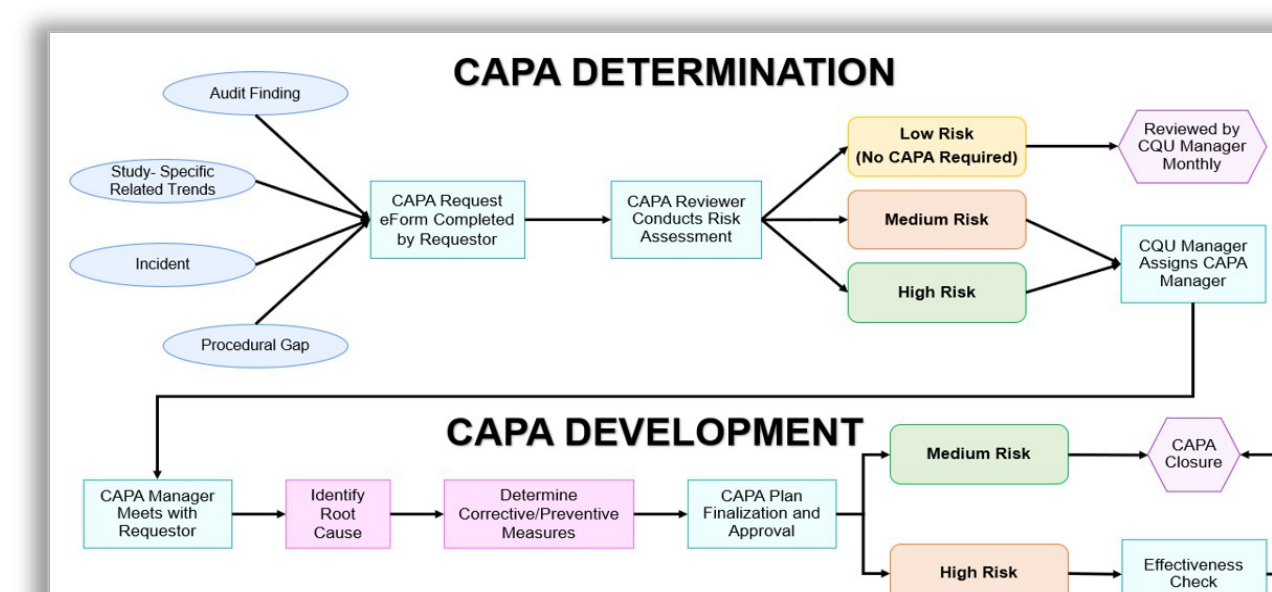 CAPA DETERMINATION
Audit Finding
Study- Specific
Related Trends
Incident
Procedural Gap
CAPA Request
eForm Completed
by Requestor
CAPA Reviewer
Conducts Risk
Assessment
Low Risk
(No CAPA Required)
Medium Risk
High Risk
Reviewed by
CQU Manager
Monthly
CQU Manager
Assigns CAPA
Manager
CAPA DEVELOPMENT
CAPA Manager
Meets with
Requestor
Identify
Root
Cause
Determine
Corrective/Preventive
Measures
CAPA Plan
Finalization and
Approval
Medium Risk
CAPA
Closure
High Risk
Effectiveness
Check